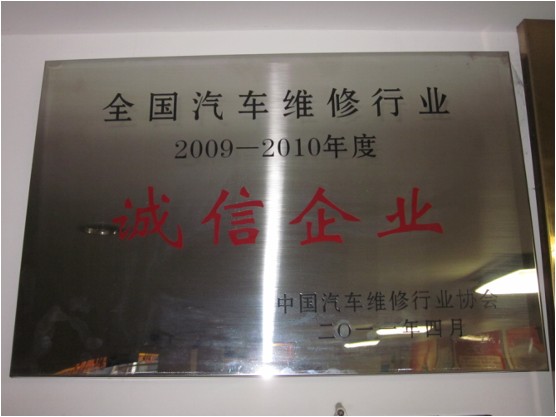 全国汽车维修行业
2009—2010年度
诚信企业
中国汽车维修行业协会
二〇一一年四月